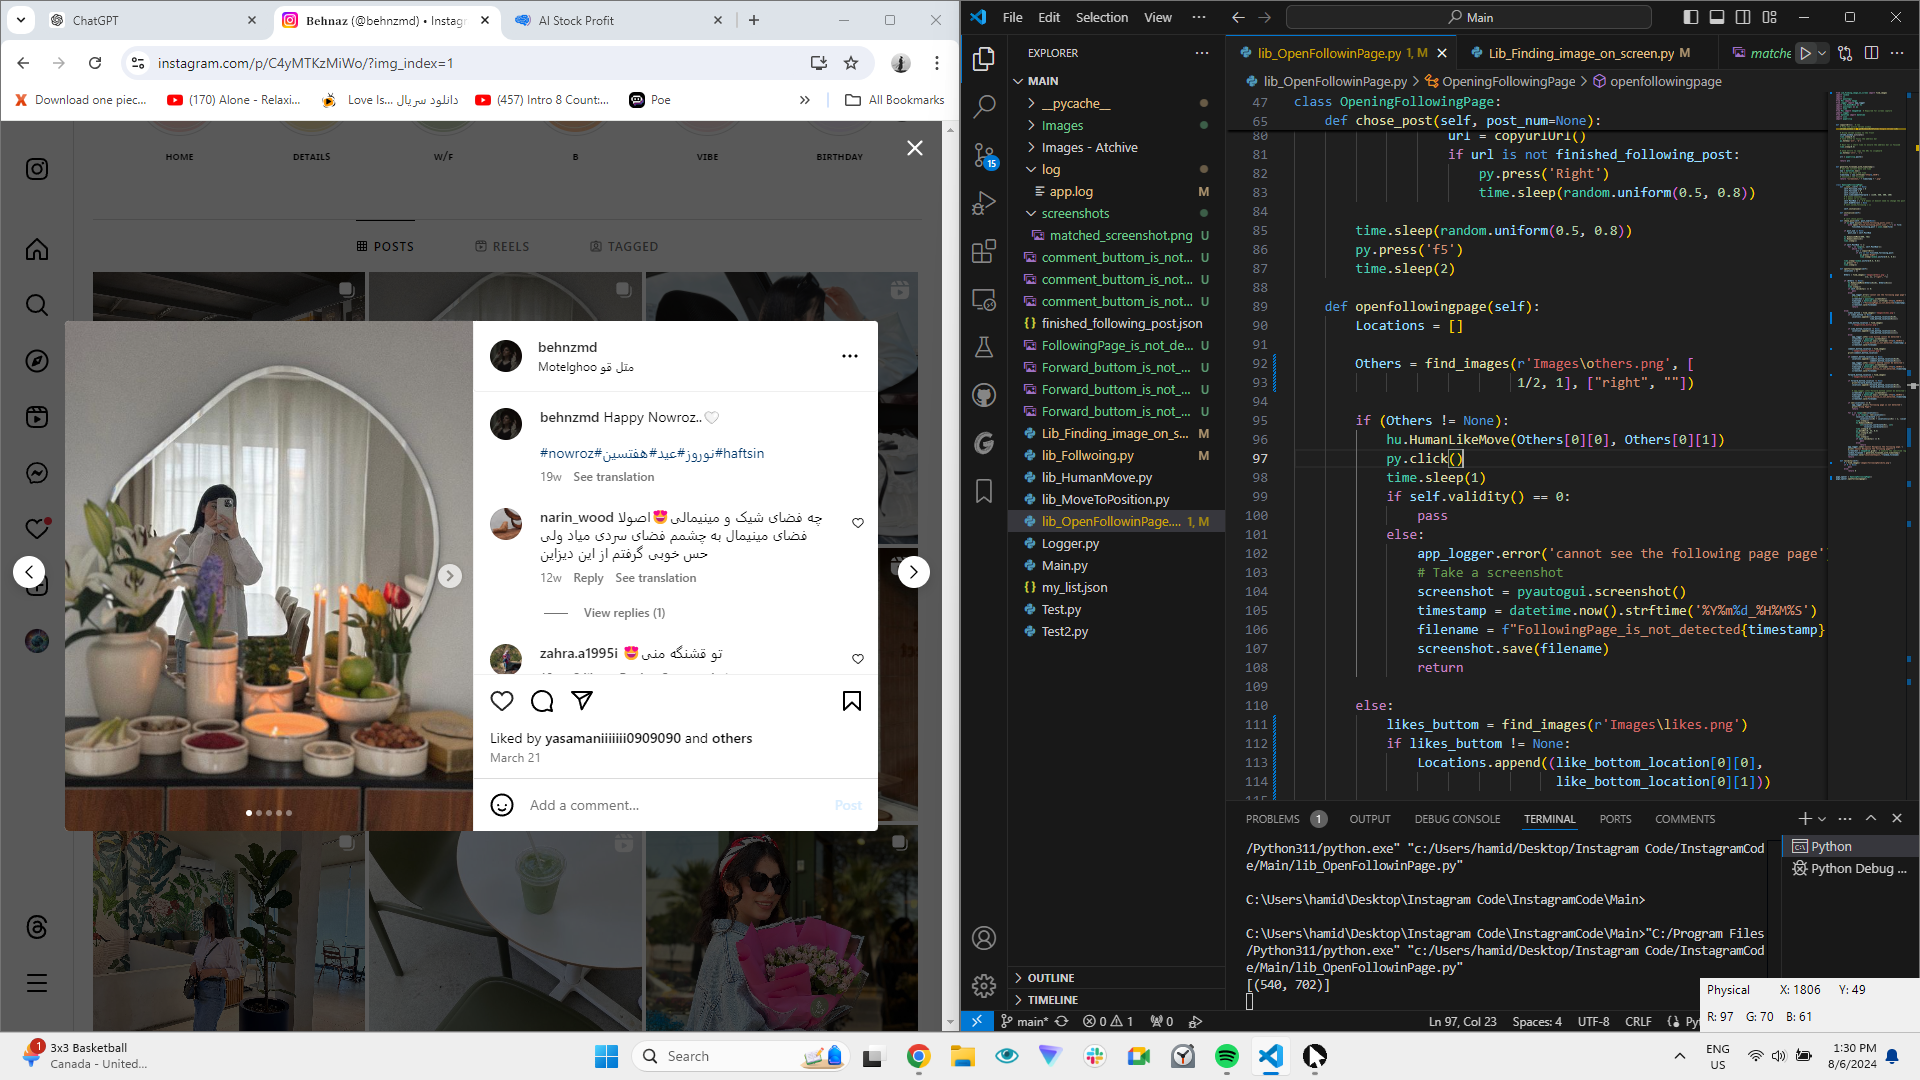 ChatGPT
Behnaz (@behnzmd) • Instagr
AI Stock Profit
instagram.com/p/C4yMTKzMiWo/?img_index=1
Download one piec...
(170) Alone - Relaxi...
Love Is... دانلود سریال
(457) Intro 8 Count:...
Poe
All Bookmarks
HOME
DETAILS
W/F
B
VIBE
BIRTHDAY
POSTS
REELS
TAGGED
behnzmd
Motelghoo متل قو
behnzmd Happy Nowroz..🤍
#nowroz#نوروز#عید#هفتسین#haftsin
19w See translation
narin_wood چه فضای شیک و مینیمالی😍اصولا
فضای مینیمال به چشمم فضای سردی میاد ولی
حس خوبی گرفتم از این دیزاین
12w Reply See translation
View replies (1)
zahra.a1995i تو قشنگه منی😍
Liked by yasamaniiiiiii0909090 and others
March 21
Add a comment...
Post
File Edit Selection View ...
Main
EXPLORER
MAIN
__pycache__
Images
Images - Atchive
log
app.log M
screenshots
matched_screenshot.png U
comment_buttom_is_not... U
comment_buttom_is_not... U
comment_buttom_is_not... U
finished_following_post.json
FollowingPage_is_not_de... U
Forward_buttom_is_not_... U
Forward_buttom_is_not_... U
Forward_buttom_is_not_... U
Lib_Finding_image_on_s... M
lib_Follwoing.py M
lib_HumanMove.py
lib_MoveToPosition.py
lib_OpenFollowinPage.... 1, M
Logger.py
Main.py
my_list.json
Test.py
Test2.py
OUTLINE
TIMELINE
15
lib_OpenFollowinPage.py 1, M
Lib_Finding_image_on_screen.py M
matche
lib_OpenFollowinPage.py > OpeningFollowingPage > openfollowingpage
47 class OpeningFollowingPage:
65 def chose_post(self, post_num=None):
80 url = copyurlUrl()
81 if url is not finished_following_post:
82 py.press('Right')
83 time.sleep(random.uniform(0.5, 0.8))
84
85 time.sleep(random.uniform(0.5, 0.8))
86 py.press('f5')
87 time.sleep(2)
88
89 def openfollowingpage(self):
90 Locations = []
91
92 Others = find_images(r'Images\others.png', [
93 1/2, 1], ["right", ""])
94
95 if (Others != None):
96 hu.HumanLikeMove(Others[0][0], Others[0][1])
97 py.click()
98 time.sleep(1)
99 if self.validity() == 0:
100 pass
101 else:
102 app_logger.error('cannot see the following page page'
103 # Take a screenshot
104 screenshot = pyautogui.screenshot()
105 timestamp = datetime.now().strftime('%Y%m%d_%H%M%S')
106 filename = f"FollowingPage_is_not_detected{timestamp}
107 screenshot.save(filename)
108 return
109
110 else:
111 likes_buttom = find_images(r'Images\likes.png')
112 if likes_buttom != None:
113 Locations.append((like_bottom_location[0][0],
114 like_bottom_location[0][1]))
PROBLEMS 1 OUTPUT DEBUG CONSOLE TERMINAL PORTS COMMENTS
/Python311/python.exe" "c:/Users/hamid/Desktop/Instagram Code/InstagramCod
e/Main/lib_OpenFollowinPage.py"
C:\Users\hamid\Desktop\Instagram Code\InstagramCode\Main>
C:\Users\hamid\Desktop\Instagram Code\InstagramCode\Main>"C:/Program Files
/Python311/python.exe" "c:/Users/hamid/Desktop/Instagram Code/InstagramCod
e/Main/lib_OpenFollowinPage.py"
[(540, 702)]
Python
Python Debug ...
Physical X: 1806 Y: 49
R: 97 G: 70 B: 61
main* 0 1 0
Ln 97, Col 23 Spaces: 4 UTF-8 CRLF
1
3x3 Basketball
Canada - United...
Search
ENG
US
1:30 PM
8/6/2024